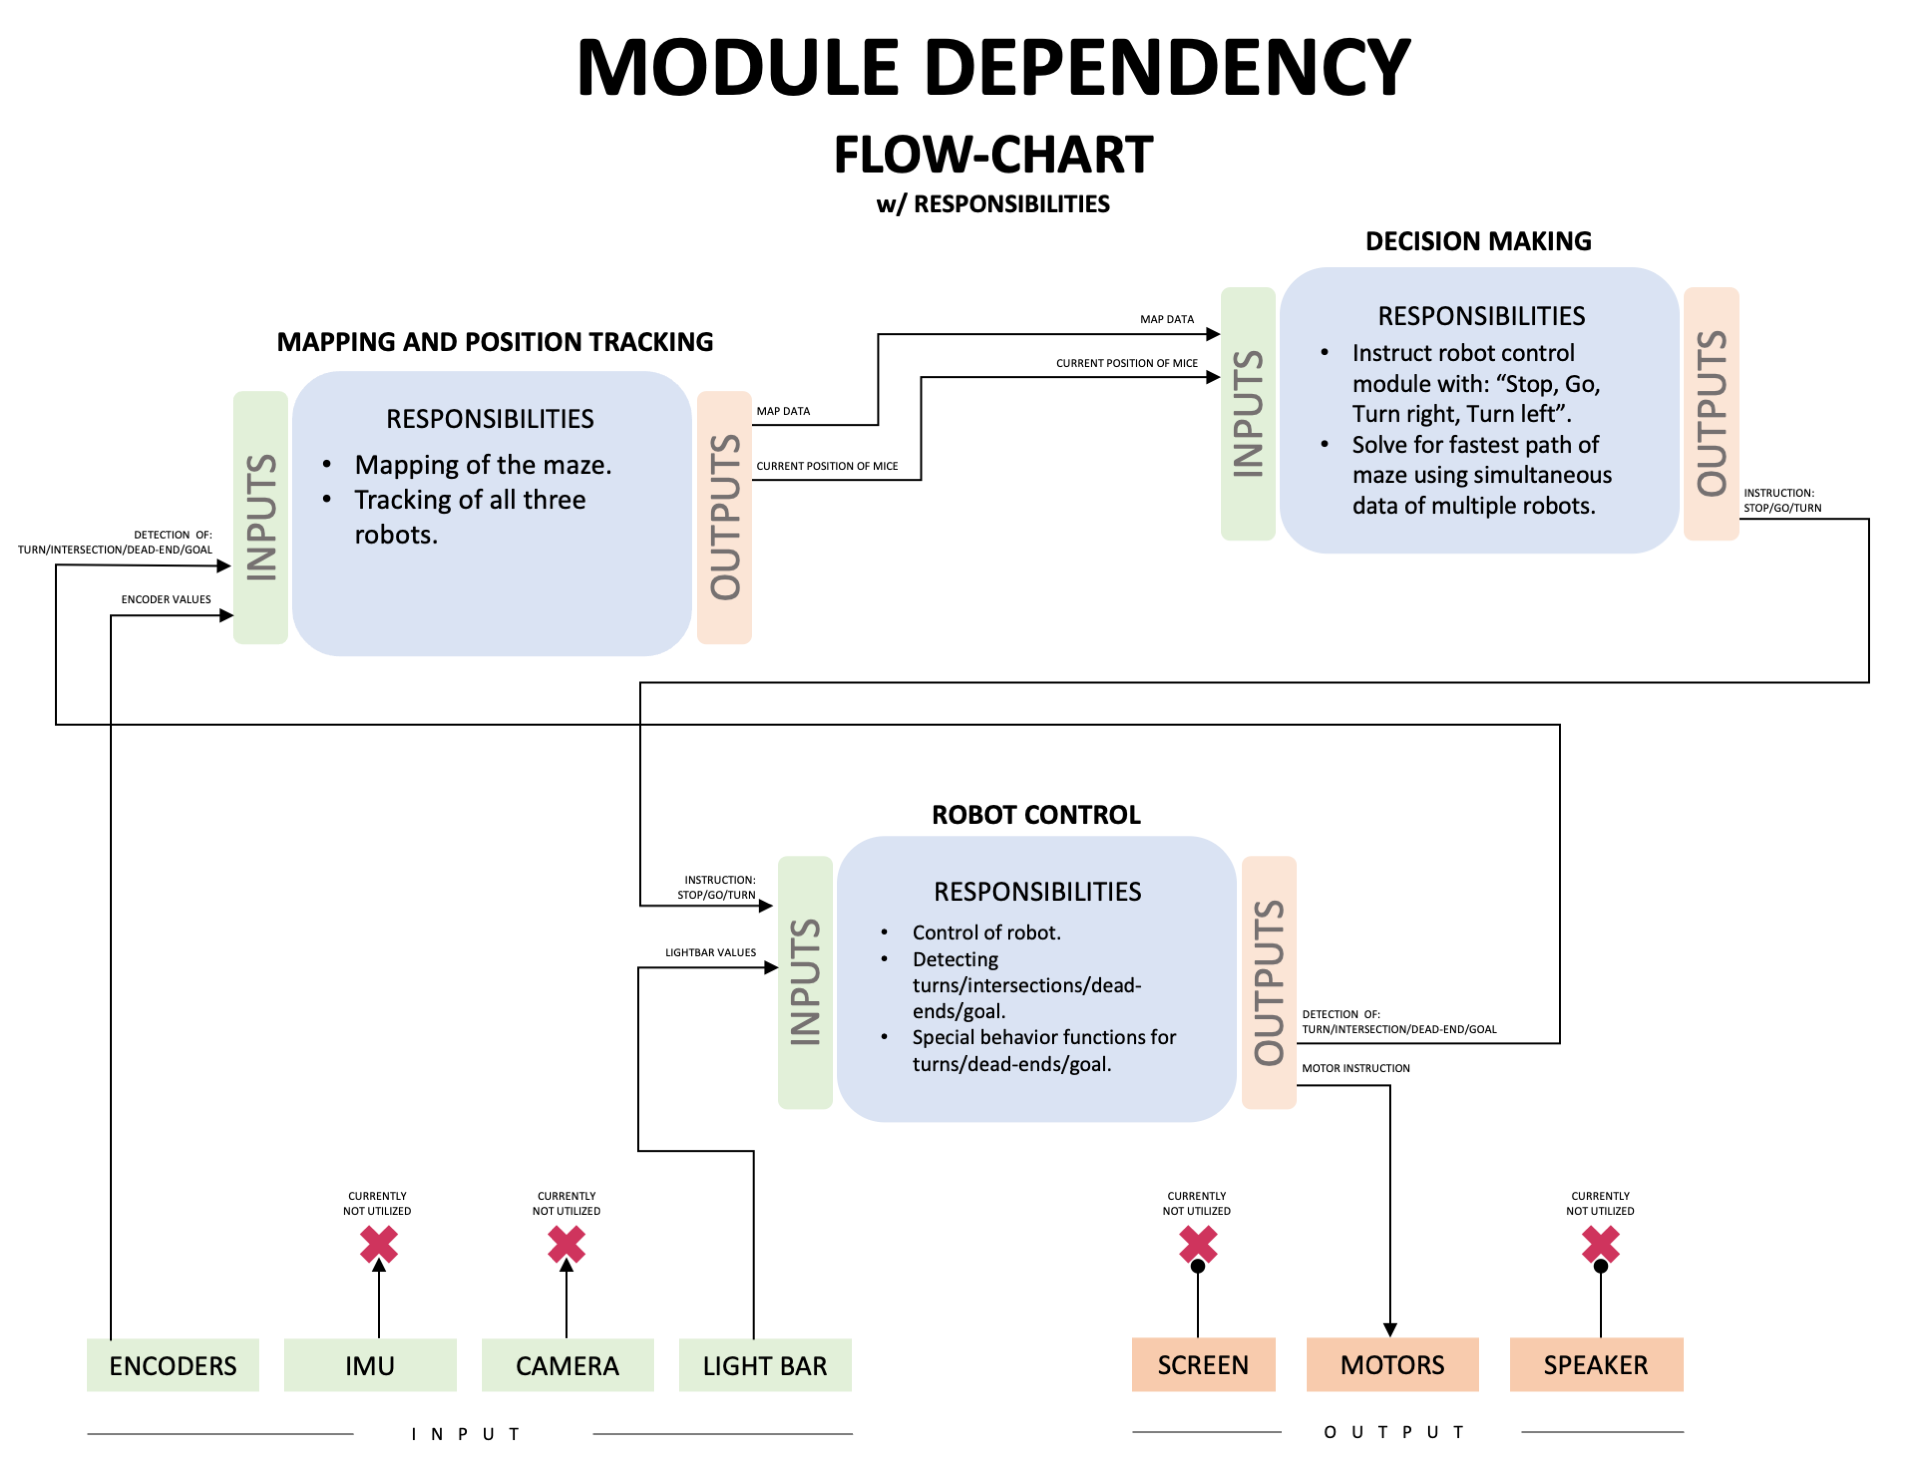 MODULE DEPENDENCY
FLOW-CHART
w/ RESPONSIBILITIES
MAPPING AND POSITION TRACKING
INPUTS
RESPONSIBILITIES
• Mapping of the maze.
• Tracking of all three
robots.
OUTPUTS
DETECTION OF:
TURN/INTERSECTION/DEAD-END/GOAL
ENCODER VALUES
MAP DATA
CURRENT POSITION OF MICE
DECISION MAKING
MAP DATA
CURRENT POSITION OF MICE
INPUTS
RESPONSIBILITIES
• Instruct robot control
module with: “Stop, Go,
Turn right, Turn left”.
• Solve for fastest path of
maze using simultaneous
data of multiple robots.
OUTPUTS
INSTRUCTION:
STOP/GO/TURN
ROBOT CONTROL
INSTRUCTION:
STOP/GO/TURN
LIGHTBAR VALUES
INPUTS
RESPONSIBILITIES
• Control of robot.
• Detecting
turns/intersections/dead-
ends/goal.
• Special behavior functions for
turns/dead-ends/goal.
OUTPUTS
DETECTION OF:
TURN/INTERSECTION/DEAD-END/GOAL
MOTOR INSTRUCTION
CURRENTLY
NOT UTILIZED
CURRENTLY
NOT UTILIZED
CURRENTLY
NOT UTILIZED
CURRENTLY
NOT UTILIZED
ENCODERS
IMU
CAMERA
LIGHT BAR
SCREEN
MOTORS
SPEAKER
INPUT
OUTPUT